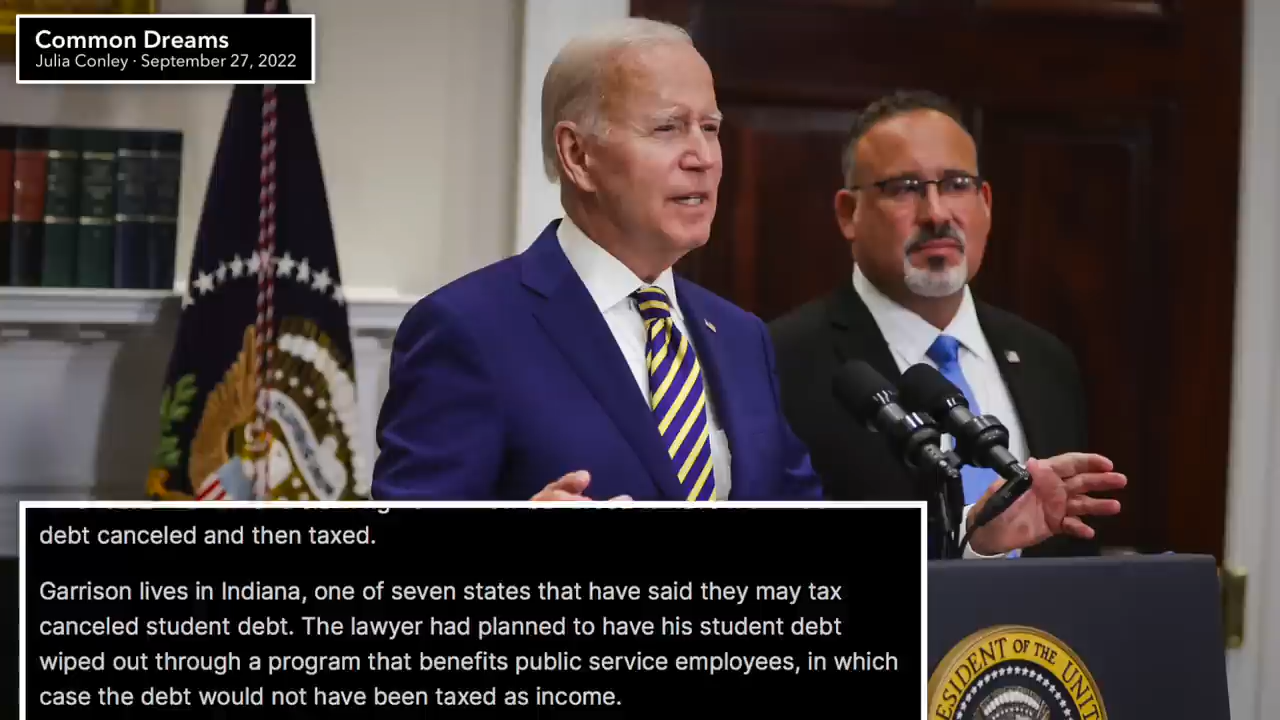 Common Dreams
Julia Conley · September 27, 2022
debt canceled and then taxed.
Garrison lives in Indiana, one of seven states that have said they may tax
canceled student debt. The lawyer had planned to have his student debt
wiped out through a program that benefits public service employees, in which
case the debt would not have been taxed as income.
OF THE